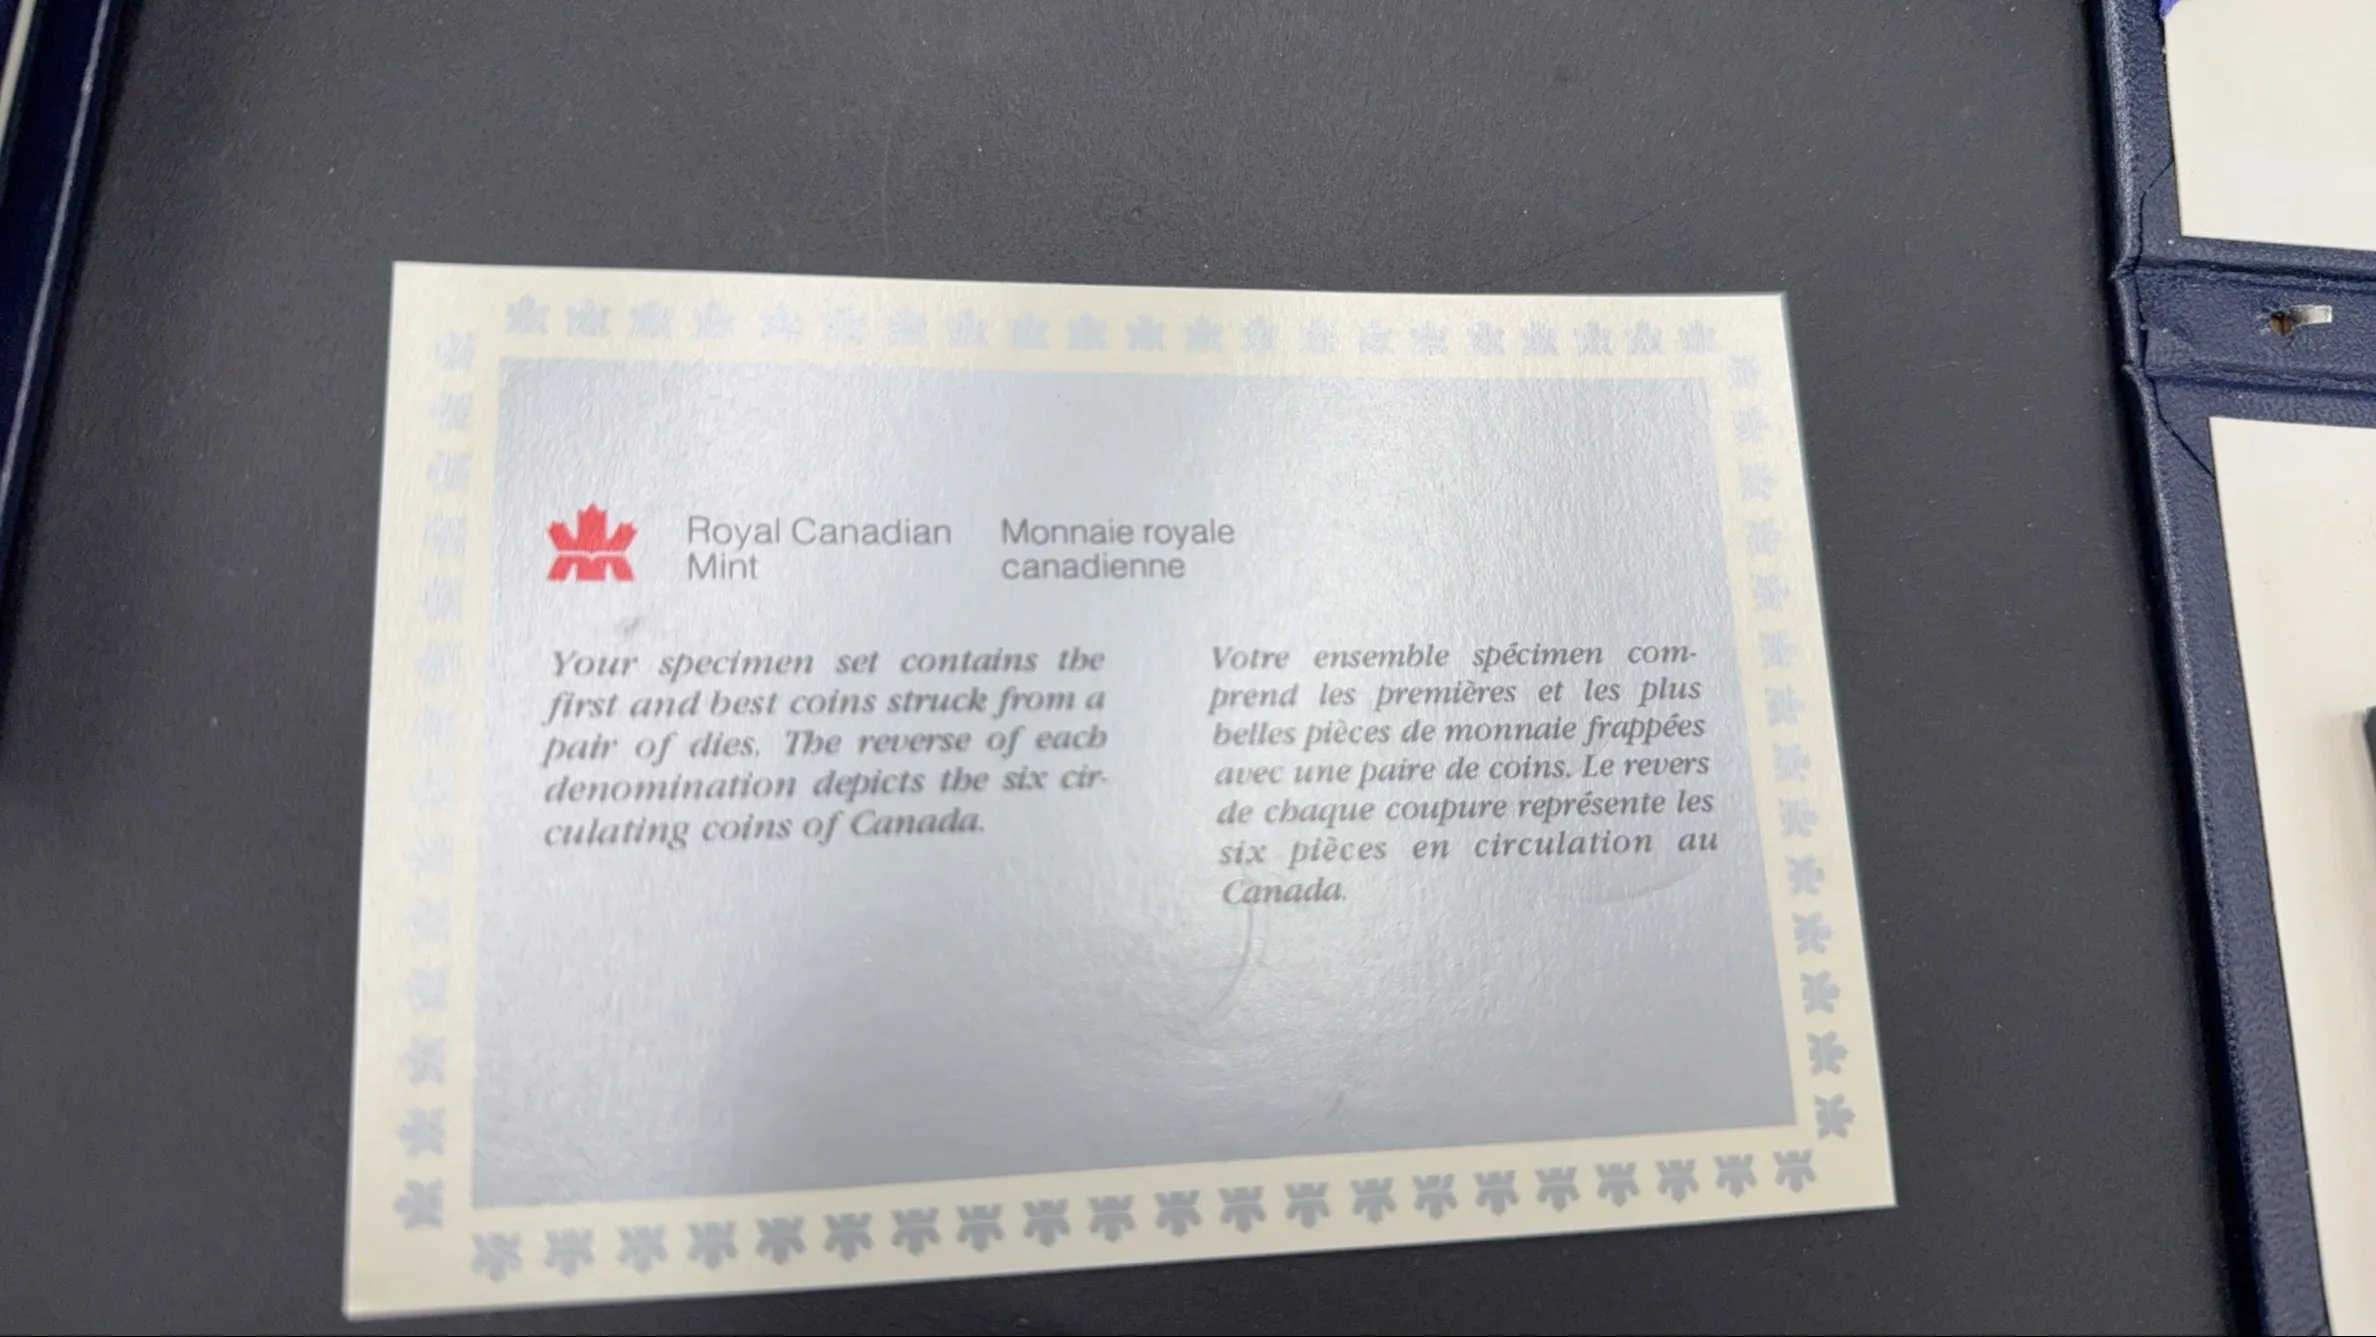 Royal Canadian
Mint
Monnaie royale
canadienne
Your specimen set contains the
first and best coins struck from a
pair of dies. The reverse of each
denomination depicts the six cir-
culating coins of Canada.
Votre ensemble spécimen com-
prend les premières et les plus
belles pièces de monnaie frappées
avec une paire de coins. Le revers
de chaque coupure représente les
six pièces en circulation au
Canada.